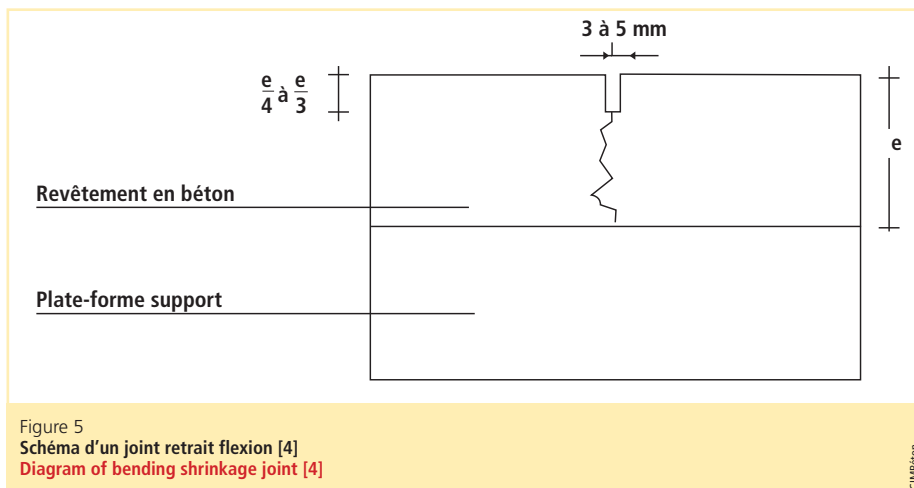 3 à 5 mm
e/4 à e/3
e
Revêtement en béton
Plate-forme support
Figure 5
Schéma d'un joint retrait flexion [4]
Diagram of bending shrinkage joint [4]